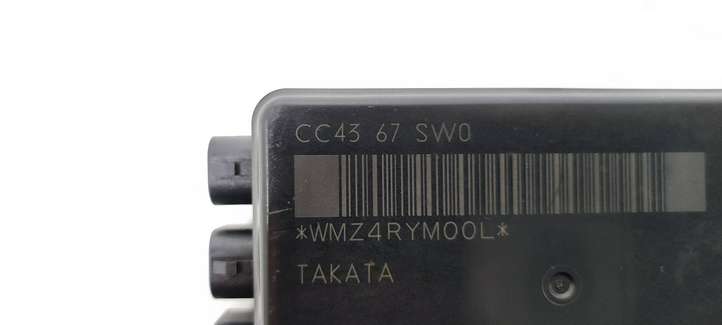 CC43 67 SW0
*WMZ4RYM00L*
TAKATA